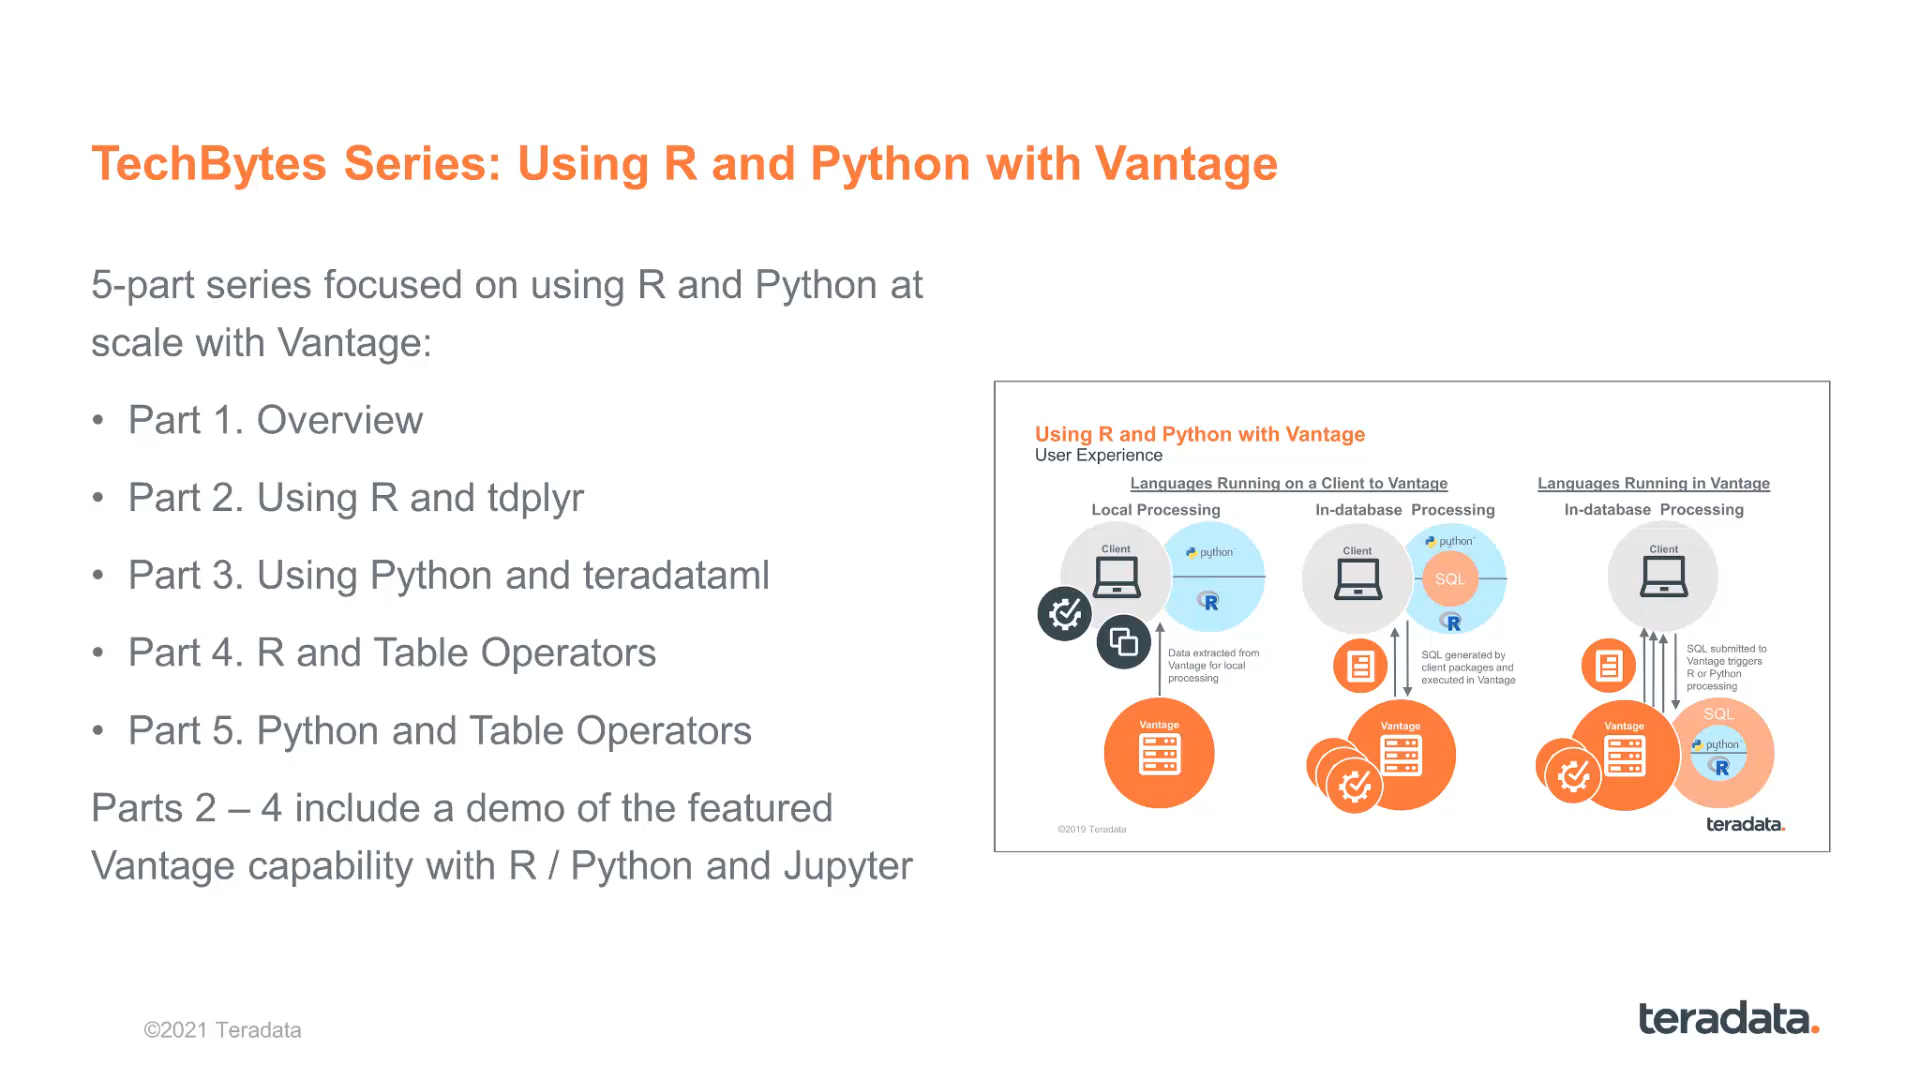 TechBytes Series: Using R and Python with Vantage
5-part series focused on using R and Python at
scale with Vantage:
• Part 1. Overview
• Part 2. Using R and tdplyr
• Part 3. Using Python and teradataml
• Part 4. R and Table Operators
• Part 5. Python and Table Operators
Parts 2 – 4 include a demo of the featured
Vantage capability with R / Python and Jupyter
Using R and Python with Vantage
User Experience
Languages Running on a Client to Vantage
Local Processing
Client
python
R
Data extracted from
Vantage for local
processing
Vantage
In-database Processing
Client
python
SQL
R
SQL generated by
client packages and
executed in Vantage
Vantage
Languages Running in Vantage
In-database Processing
Client
SQL submitted to
Vantage triggers
R or Python
processing
Vantage
SQL
python
R
©2019 Teradata
teradata.
©2021 Teradata
teradata.